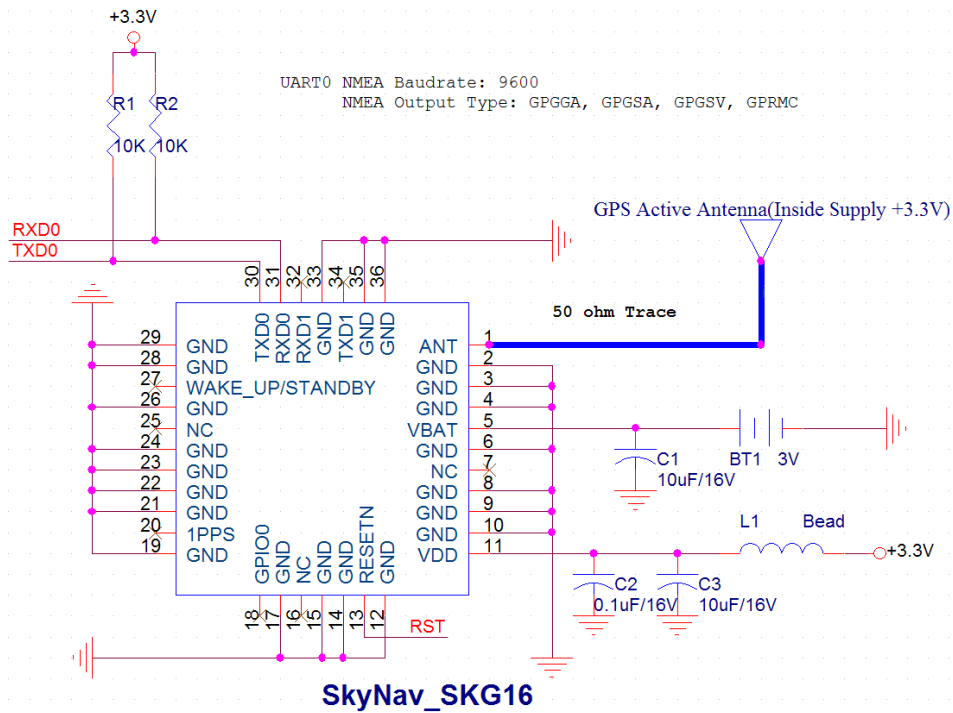 +3.3V
UART0 NMEA Baudrate: 9600
NMEA Output Type: GPGGA, GPGSA, GPGSV, GPRMC
R1 R2
10K 10K
GPS Active Antenna(Inside Supply +3.3V)
RXD0
TXD0
30 31 32 33 34 35 36
50 ohm Trace
TXD0 RXD0 RXD1 GND TXD1 GND GND
29 GND ANT 1
28 GND GND 2
27 WAKE_UP/STANDBY GND 3
26 GND GND 4
25 NC VBAT 5
24 GND GND 6
23 GND NC 7
22 GND GND 8
21 GND GND 9
20 1PPS GND 10
19 GND VDD 11
C1
10uF/16V
BT1 3V
L1 Bead
+3.3V
C2 C3
0.1uF/16V 10uF/16V
GPIO0 GND NC GND GND RESETN GND
18 17 16 15 14 13 12
RST
SkyNav_SKG16